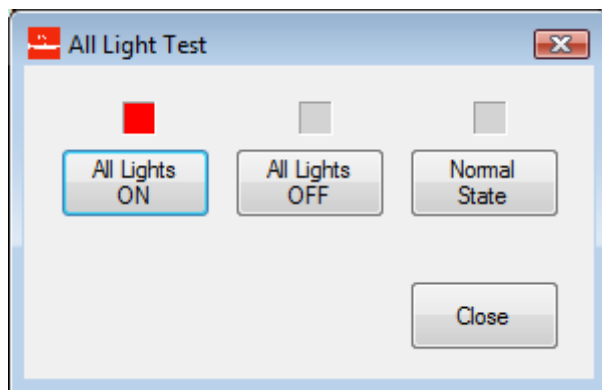 All Light Test
All Lights
ON
All Lights
OFF
Normal
State
Close